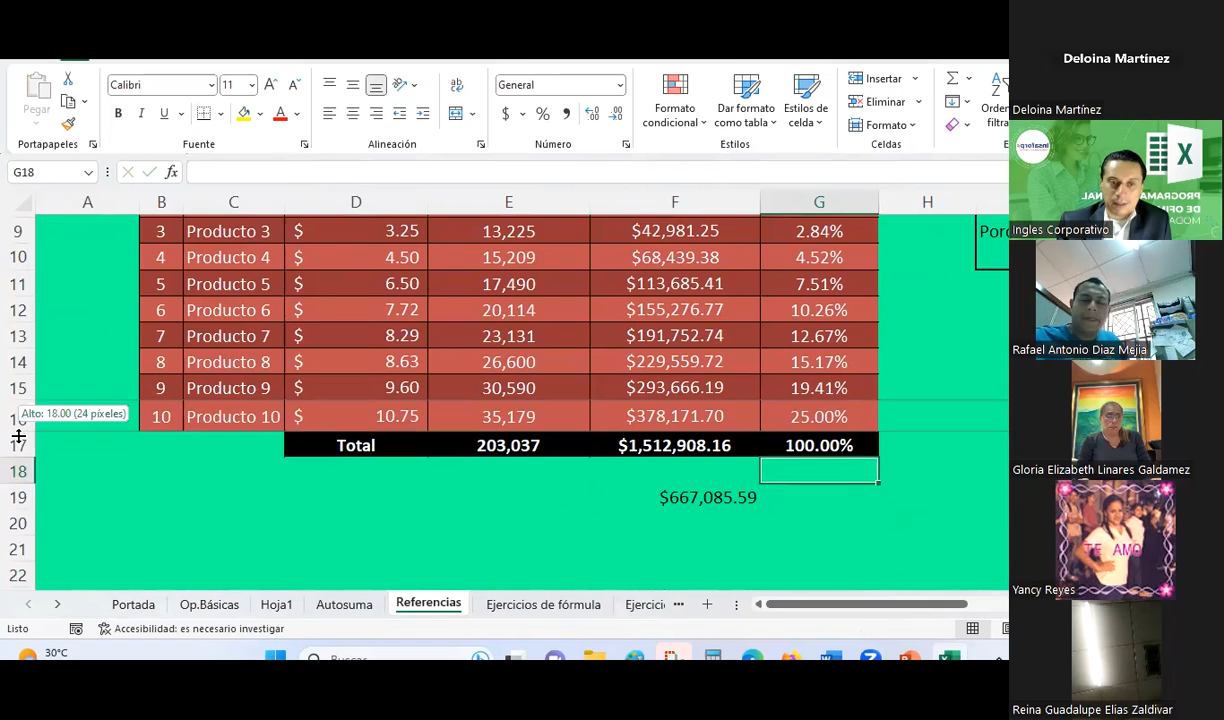 Deloina Martínez
Deloina Martínez
Pegar
Calibri 11
General
$ % 000
Formato condicional
Dar formato como tabla
Estilos de celda
Insertar
Eliminar
Formato
Portapapeles Fuente Alineación Número Estilos Celdas
G18 fx
A B C D E F G H
9 3 Producto 3 $ 3.25 13,225 $42,981.25 2.84%
10 4 Producto 4 $ 4.50 15,209 $68,439.38 4.52%
11 5 Producto 5 $ 6.50 17,490 $113,685.41 7.51%
12 6 Producto 6 $ 7.72 20,114 $155,276.77 10.26%
13 7 Producto 7 $ 8.29 23,131 $191,752.74 12.67%
14 8 Producto 8 $ 8.63 26,600 $229,559.72 15.17%
15 9 Producto 9 $ 9.60 30,590 $293,666.19 19.41%
Alto: 18.00 (24 píxeles)
16 10 Producto 10 $ 10.75 35,179 $378,171.70 25.00%
17 Total 203,037 $1,512,908.16 100.00%
18
19 $667,085.59
20
21
22
Portada Op.Básicas Hoja1 Autosuma Referencias Ejercicios de fórmula Ejercici
Listo Accesibilidad: es necesario investigar
30°C
Buscar
Ingles Corporativo
Rafael Antonio Diaz Mejia
Gloria Elizabeth Linares Galdamez
TE AMO
Yancy Reyes
Reina Guadalupe Elias Zaldivar